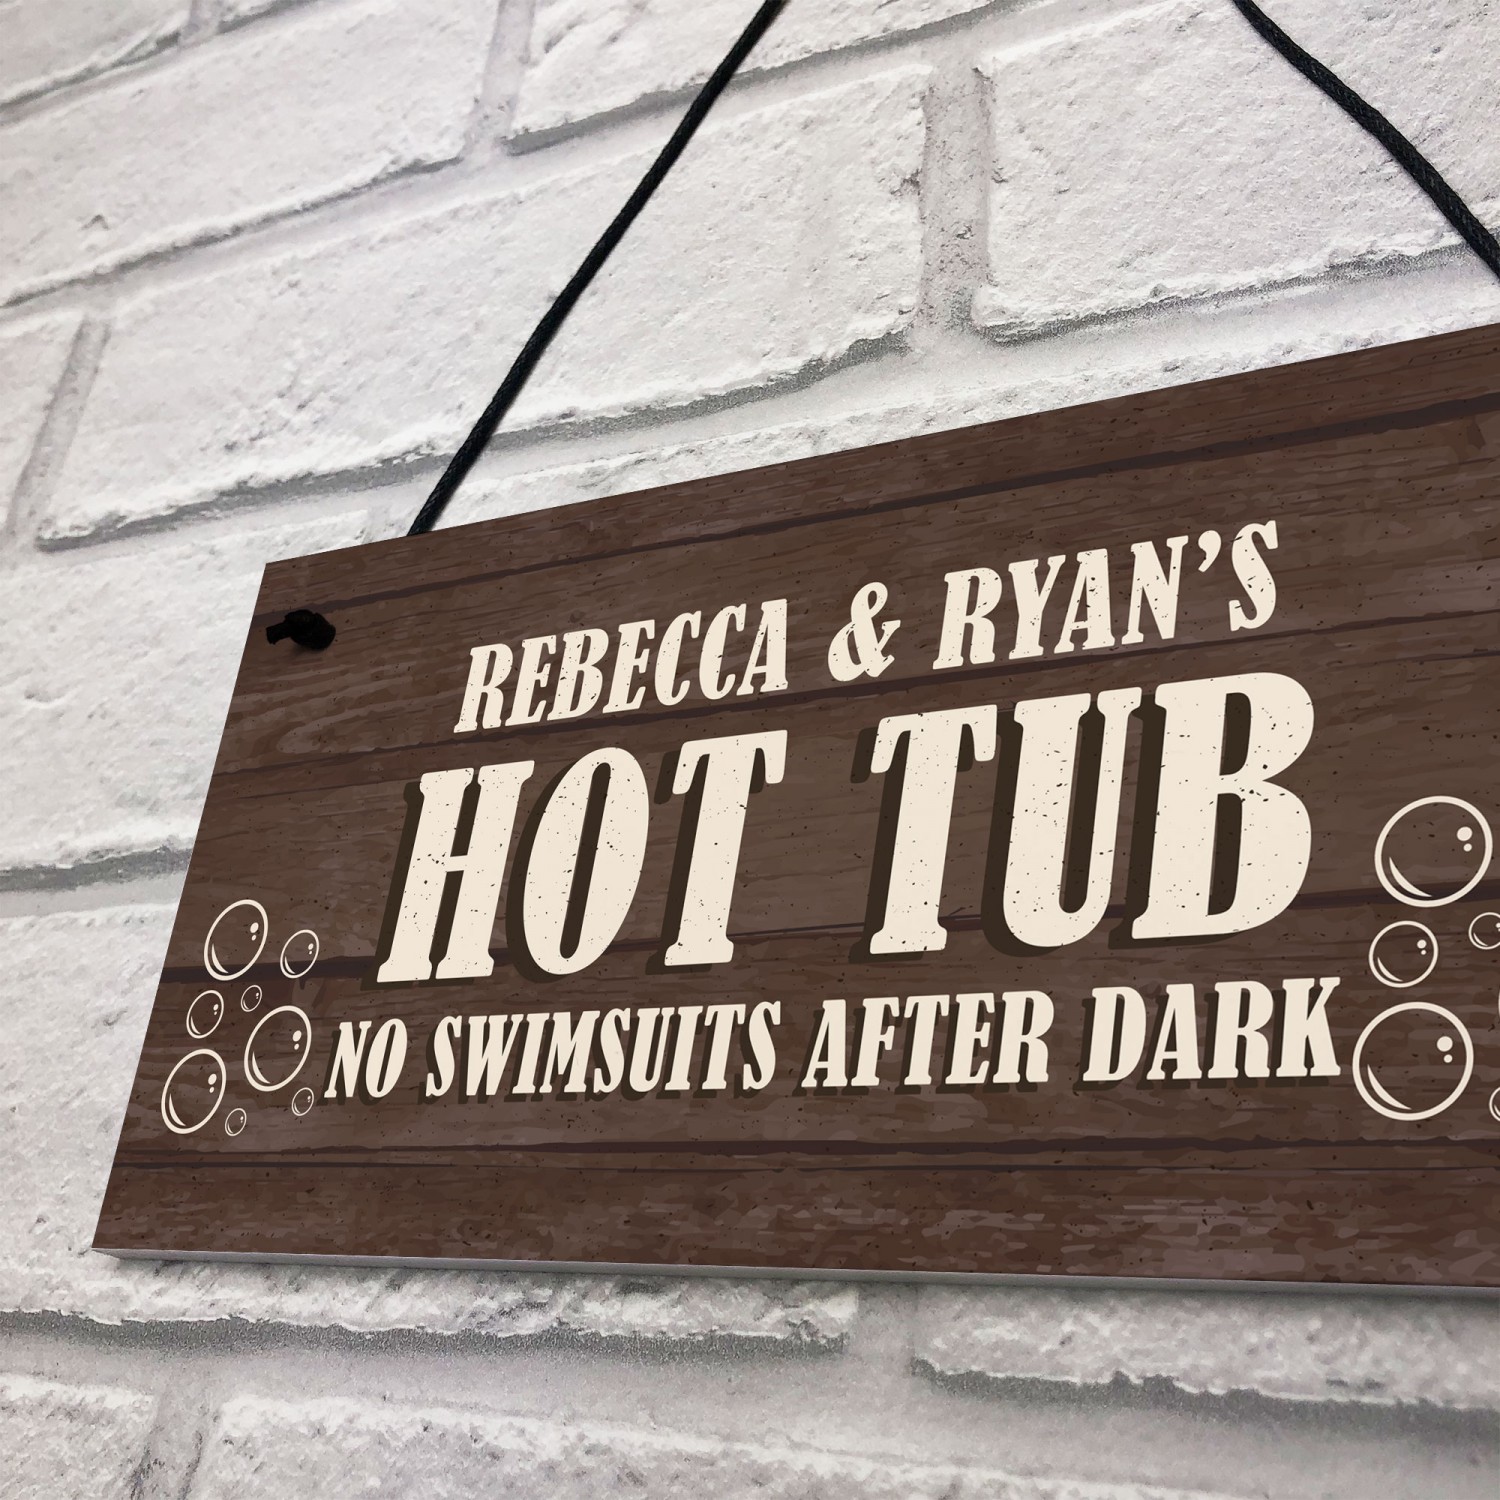 REBECCA & RYAN'S
HOT TUB
NO SWIMSUITS AFTER DARK